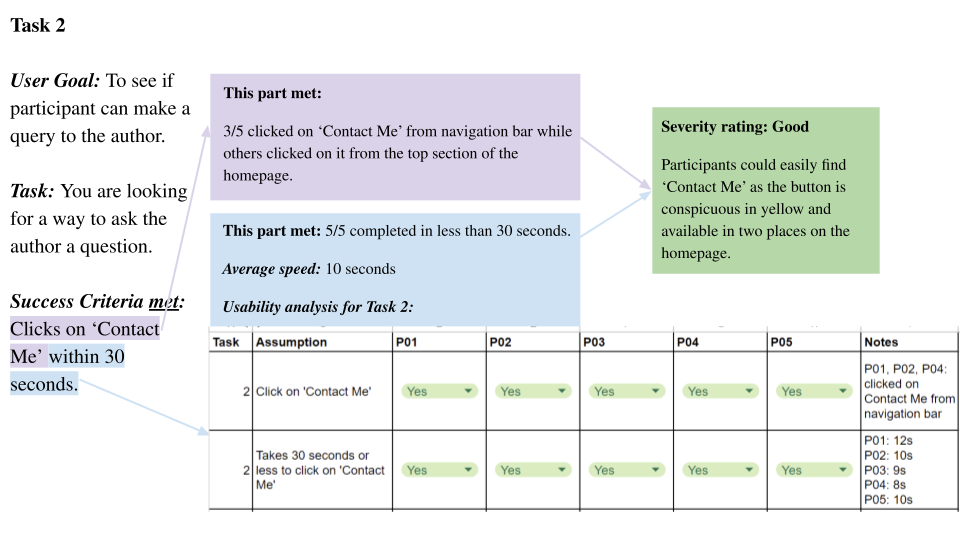 Task 2
User Goal: To see if
participant can make a
query to the author.
Task: You are looking
for a way to ask the
author a question.
Success Criteria met:
Clicks on ‘Contact
Me’ within 30
seconds.
This part met:
3/5 clicked on ‘Contact Me’ from navigation bar while
others clicked on it from the top section of the
homepage.
This part met: 5/5 completed in less than 30 seconds.
Average speed: 10 seconds
Usability analysis for Task 2:
Severity rating: Good
Participants could easily find
‘Contact Me’ as the button is
conspicuous in yellow and
available in two places on the
homepage.
Task Assumption P01 P02 P03 P04 P05 Notes
2 Click on 'Contact Me' Yes Yes Yes Yes Yes
P01, P02, P04:
clicked on
Contact Me from
navigation bar
2
Takes 30 seconds or
less to click on 'Contact
Me'
Yes Yes Yes Yes Yes
P01: 12s
P02: 10s
P03: 9s
P04: 8s
P05: 10s